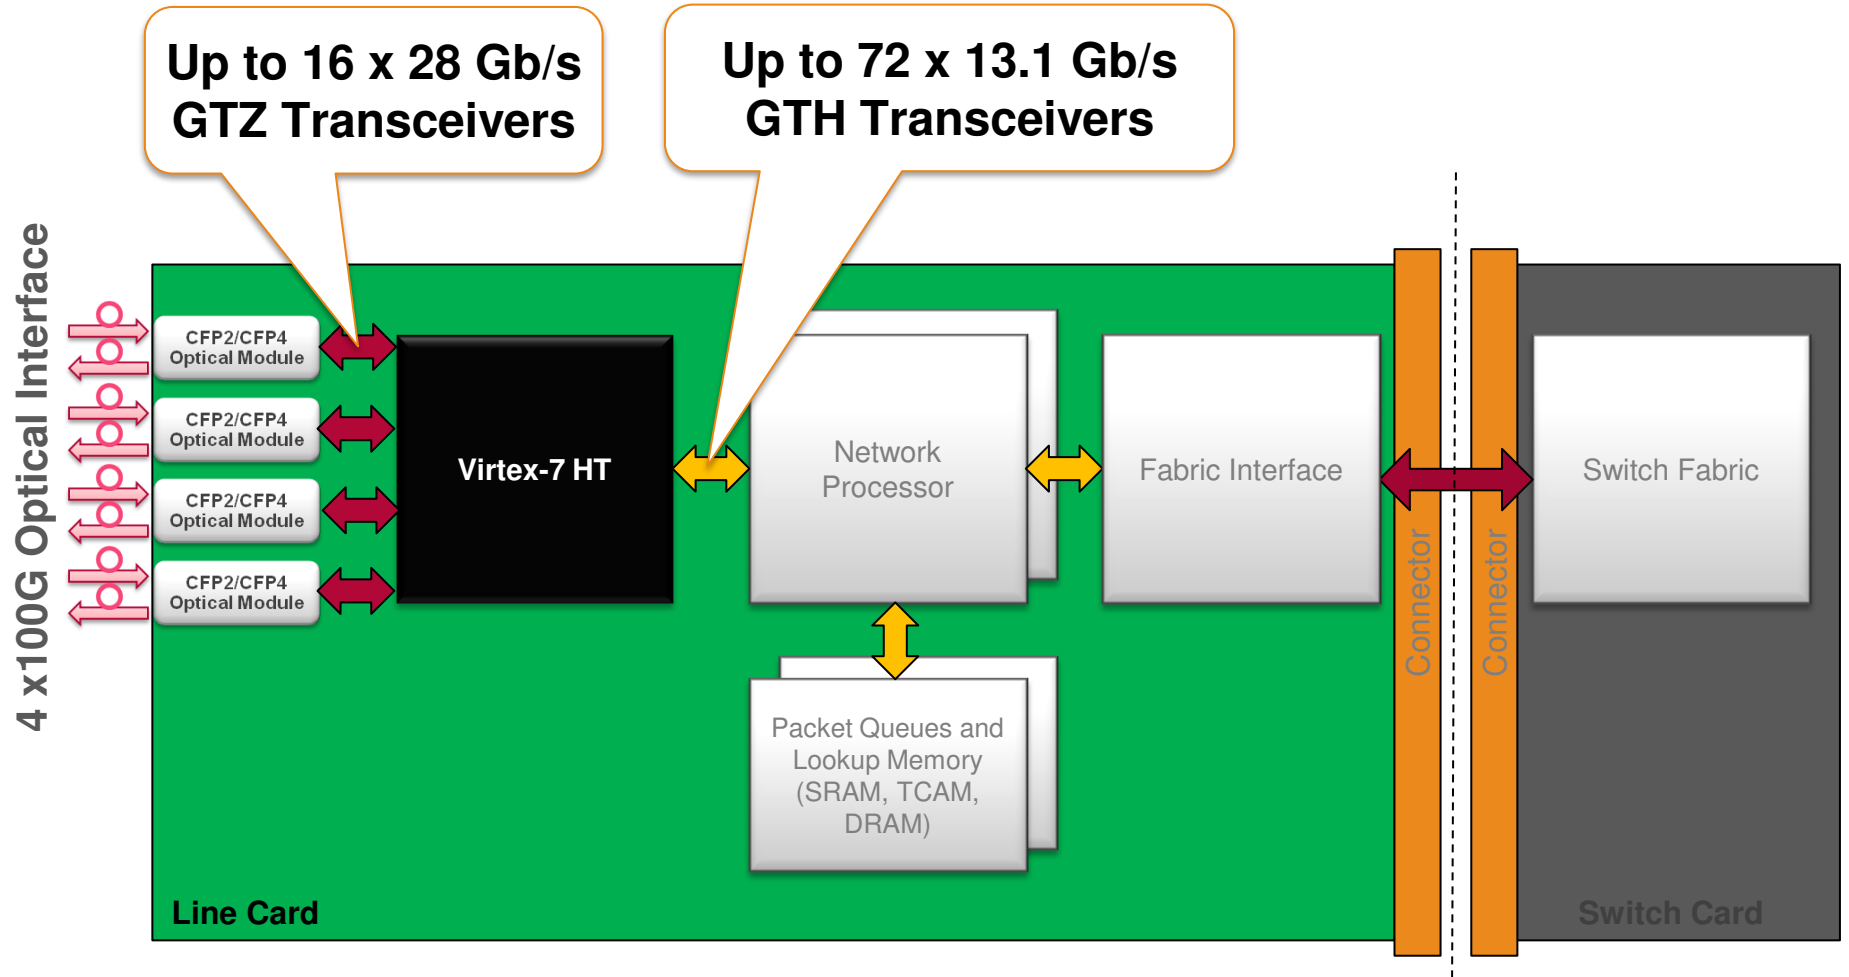 Up to 16 x 28 Gb/s
GTZ Transceivers
Up to 72 x 13.1 Gb/s
GTH Transceivers
4 x100G Optical Interface
CFP2/CFP4
Optical Module
CFP2/CFP4
Optical Module
CFP2/CFP4
Optical Module
CFP2/CFP4
Optical Module
Virtex-7 HT
Network
Processor
Fabric Interface
Connector
Connector
Switch Fabric
Packet Queues and
Lookup Memory
(SRAM, TCAM,
DRAM)
Line Card
Switch Card